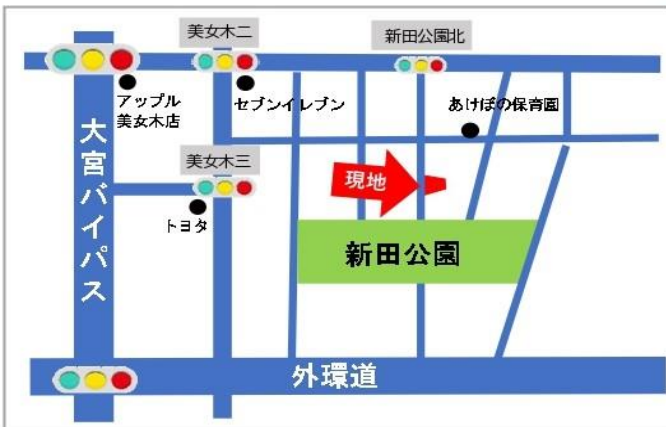 美女木二
新田公園北
アップル
美女木店
セブンイレブン
あけぼの保育園
大宮バイパス
美女木三
現地
トヨタ
新田公園
外環道